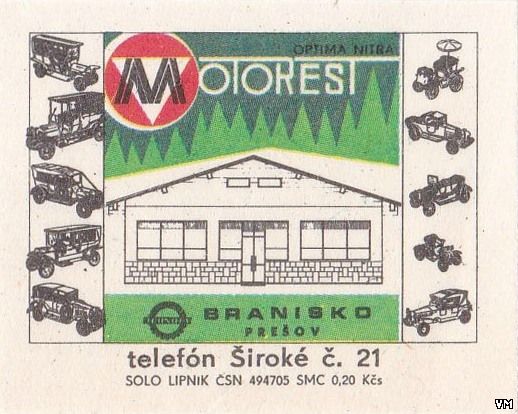 OPTIMA NITRA
MOTOREST
BRANISKO
PREŠOV
telefón Široké č. 21
SOLO LIPNIK ČSN 494705 SMC 0,20 Kčs
VM